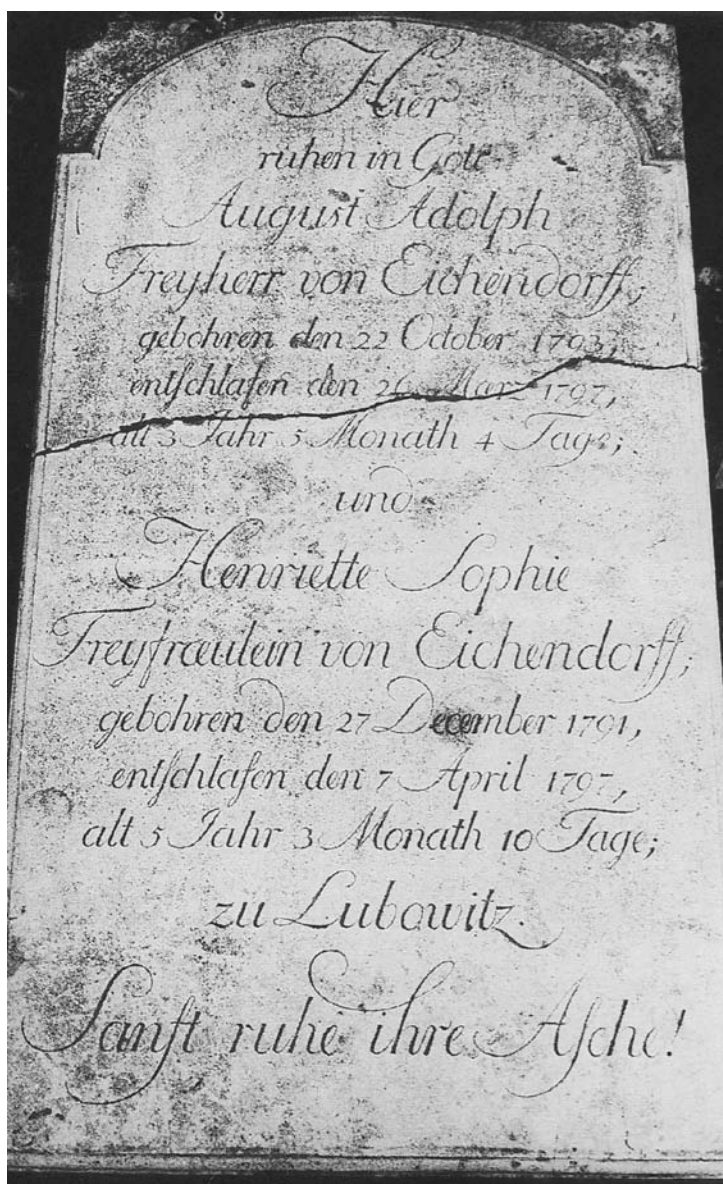 Hier
ruhen in Gott
August Adolph
Freyherr von Eichendorff;
gebohren den 22 October 1793,
entſchlafen den 26 März 1797,
alt 3 Jahr 5 Monath 4 Tage;
und
Henriette Sophie
Freyfræulein von Eichendorff;
gebohren den 27 December 1791,
entſchlafen den 7 April 1797,
alt 5 Jahr 3 Monath 10 Tage;
zu Lubowitz.
Sanft ruhe ihre Aſche!